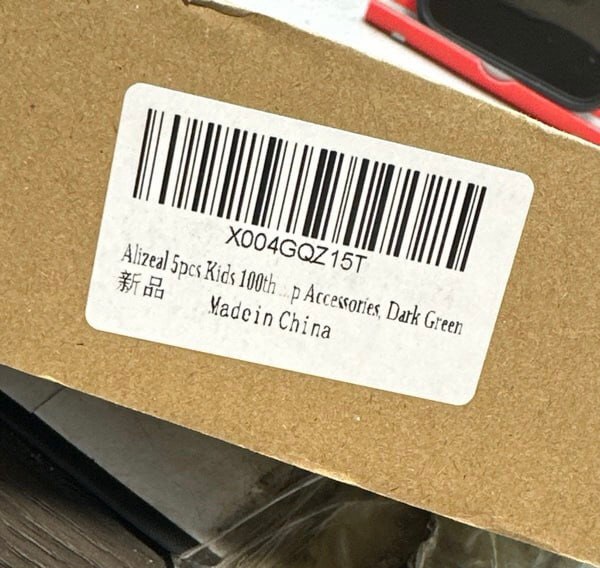 X004GQZ15T
Alizeal 5pcs Kids 100th...p Accessories, Dark Green
新品
Made in China